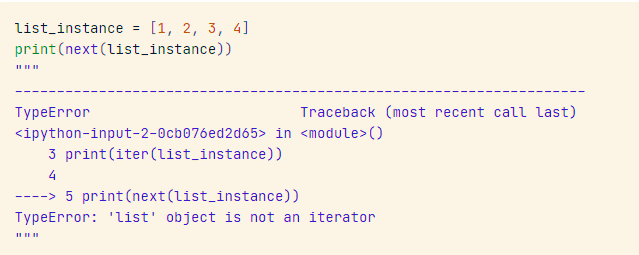 list_instance = [1, 2, 3, 4]
print(next(list_instance))
"""
--------------------------------------------------------------------
TypeError                         Traceback (most recent call last)
<ipython-input-2-0cb076ed2d65> in <module>()
    3 print(iter(list_instance))
    4
----> 5 print(next(list_instance))
TypeError: 'list' object is not an iterator
"""